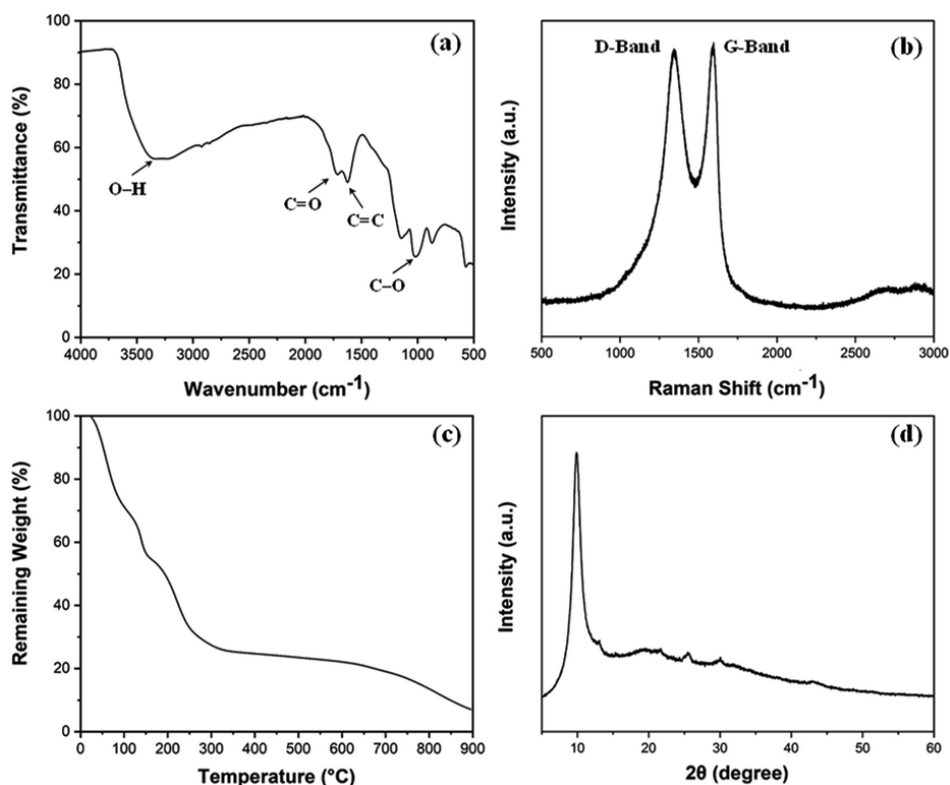 (a)
100
80
60
40
20
0
Transmittance (%)
O–H
C=O
C=C
C–O
4000 3500 3000 2500 2000 1500 1000 500
Wavenumber (cm⁻¹)
(b)
D-Band G-Band
Intensity (a.u.)
500 1000 1500 2000 2500 3000
Raman Shift (cm⁻¹)
(c)
100
80
60
40
20
0
Remaining Weight (%)
0 100 200 300 400 500 600 700 800 900
Temperature (°C)
(d)
Intensity (a.u.)
10 20 30 40 50 60
2θ (degree)